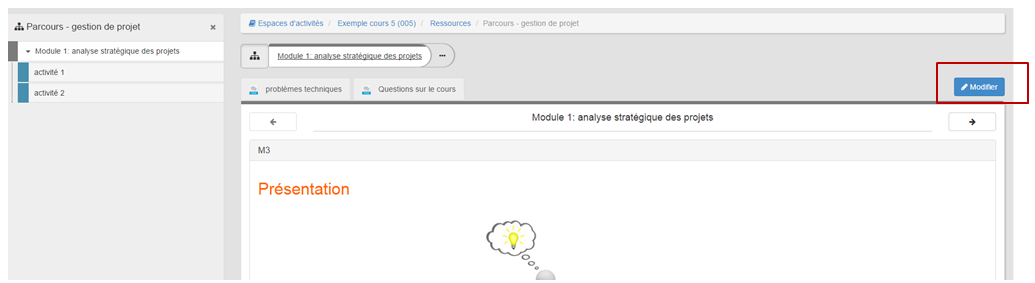 Parcours - gestion de projet ×
Module 1: analyse stratégique des projets
activité 1
activité 2
Espaces d'activités / Exemple cours 5 (005) / Ressources / Parcours - gestion de projet
Module 1: analyse stratégique des projets ...
problèmes techniques Questions sur le cours
Modifier
Module 1: analyse stratégique des projets
M3
Présentation